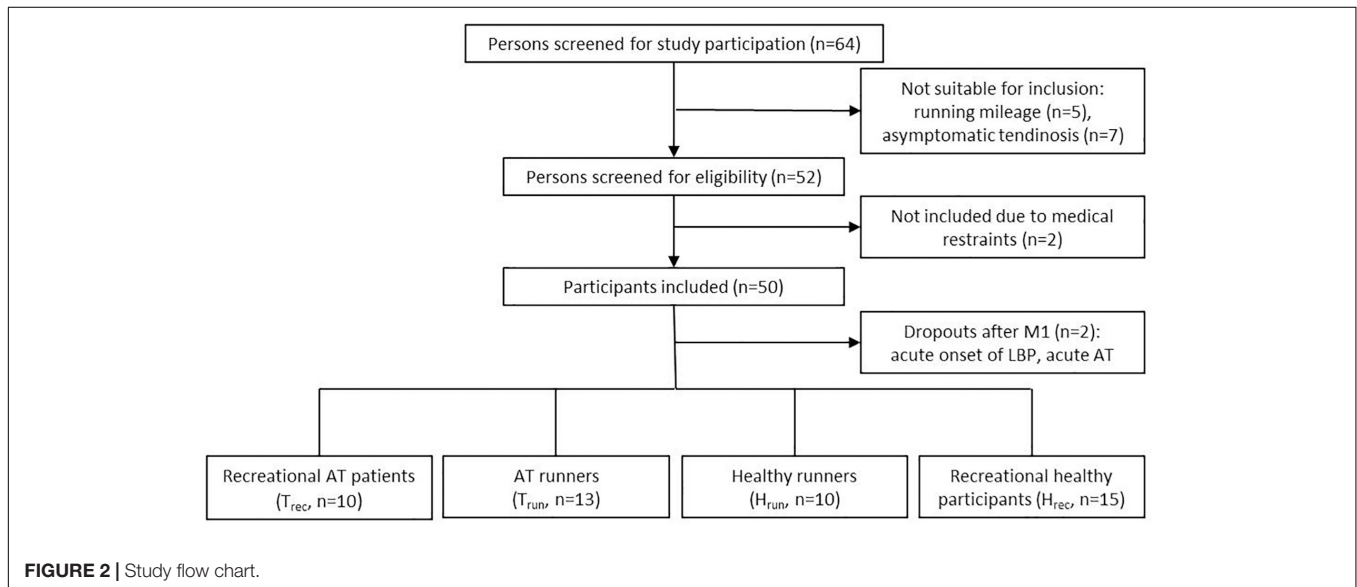 Persons screened for study participation (n=64)
Not suitable for inclusion:
running mileage (n=5),
asymptomatic tendinosis (n=7)
Persons screened for eligibility (n=52)
Not included due to medical
restraints (n=2)
Participants included (n=50)
Dropouts after M1 (n=2):
acute onset of LBP, acute AT
Recreational AT patients
(Trec, n=10)
AT runners
(Trun, n=13)
Healthy runners
(Hrun, n=10)
Recreational healthy
participants (Hrec, n=15)
FIGURE 2 | Study flow chart.